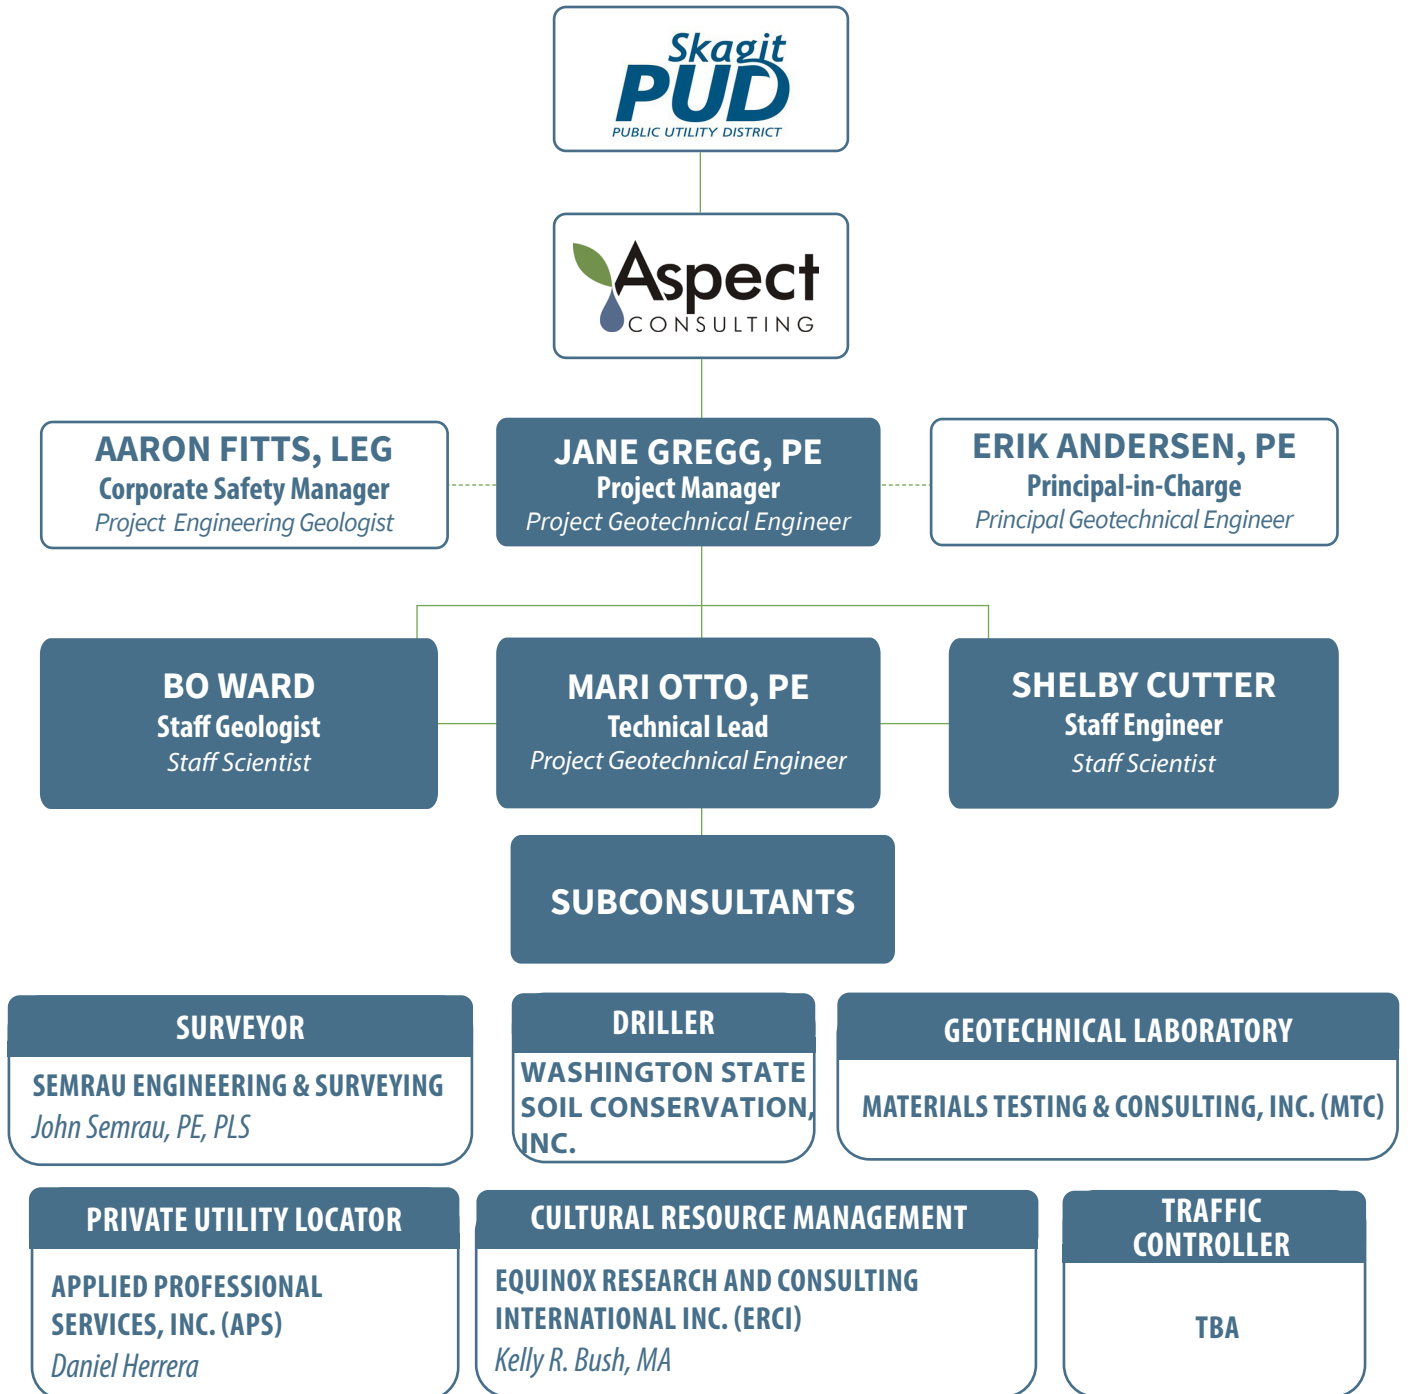 Skagit
PUD
PUBLIC UTILITY DISTRICT
Aspect
CONSULTING
AARON FITTS, LEG
Corporate Safety Manager
Project Engineering Geologist
JANE GREGG, PE
Project Manager
Project Geotechnical Engineer
ERIK ANDERSEN, PE
Principal-in-Charge
Principal Geotechnical Engineer
BO WARD
Staff Geologist
Staff Scientist
MARI OTTO, PE
Technical Lead
Project Geotechnical Engineer
SHELBY CUTTER
Staff Engineer
Staff Scientist
SUBCONSULTANTS
SURVEYOR
SEMRAU ENGINEERING & SURVEYING
John Semrau, PE, PLS
DRILLER
WASHINGTON STATE
SOIL CONSERVATION,
INC.
GEOTECHNICAL LABORATORY
MATERIALS TESTING & CONSULTING, INC. (MTC)
PRIVATE UTILITY LOCATOR
APPLIED PROFESSIONAL
SERVICES, INC. (APS)
Daniel Herrera
CULTURAL RESOURCE MANAGEMENT
EQUINOX RESEARCH AND CONSULTING
INTERNATIONAL INC. (ERCI)
Kelly R. Bush, MA
TRAFFIC
CONTROLLER
TBA